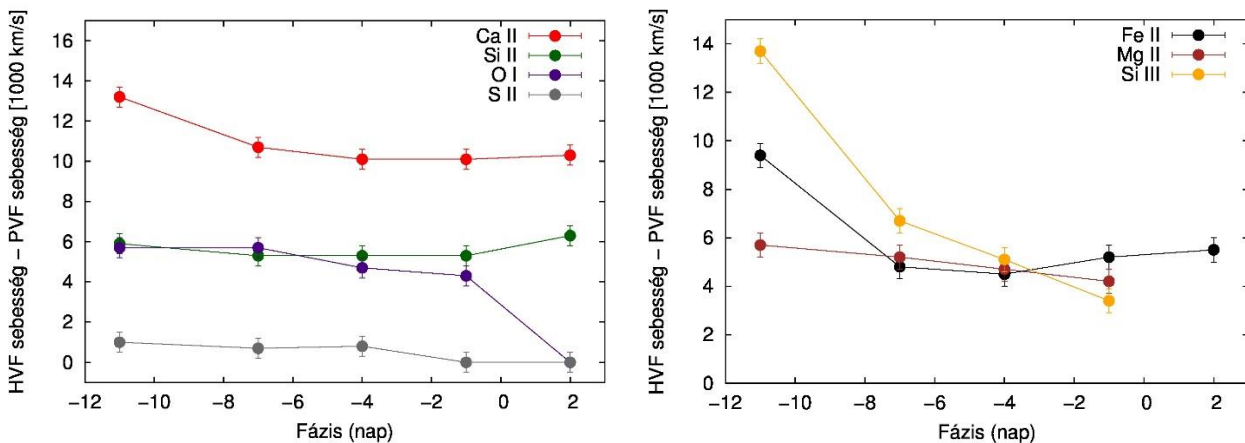 HVF sebesség – PVF sebesség [1000 km/s]
16
14
12
10
8
6
4
2
0
Ca II
Si II
O I
S II
−12 −10 −8 −6 −4 −2 0 2
Fázis (nap)
HVF sebesség – PVF sebesség [1000 km/s]
14
12
10
8
6
4
2
0
Fe II
Mg II
Si III
−12 −10 −8 −6 −4 −2 0 2
Fázis (nap)